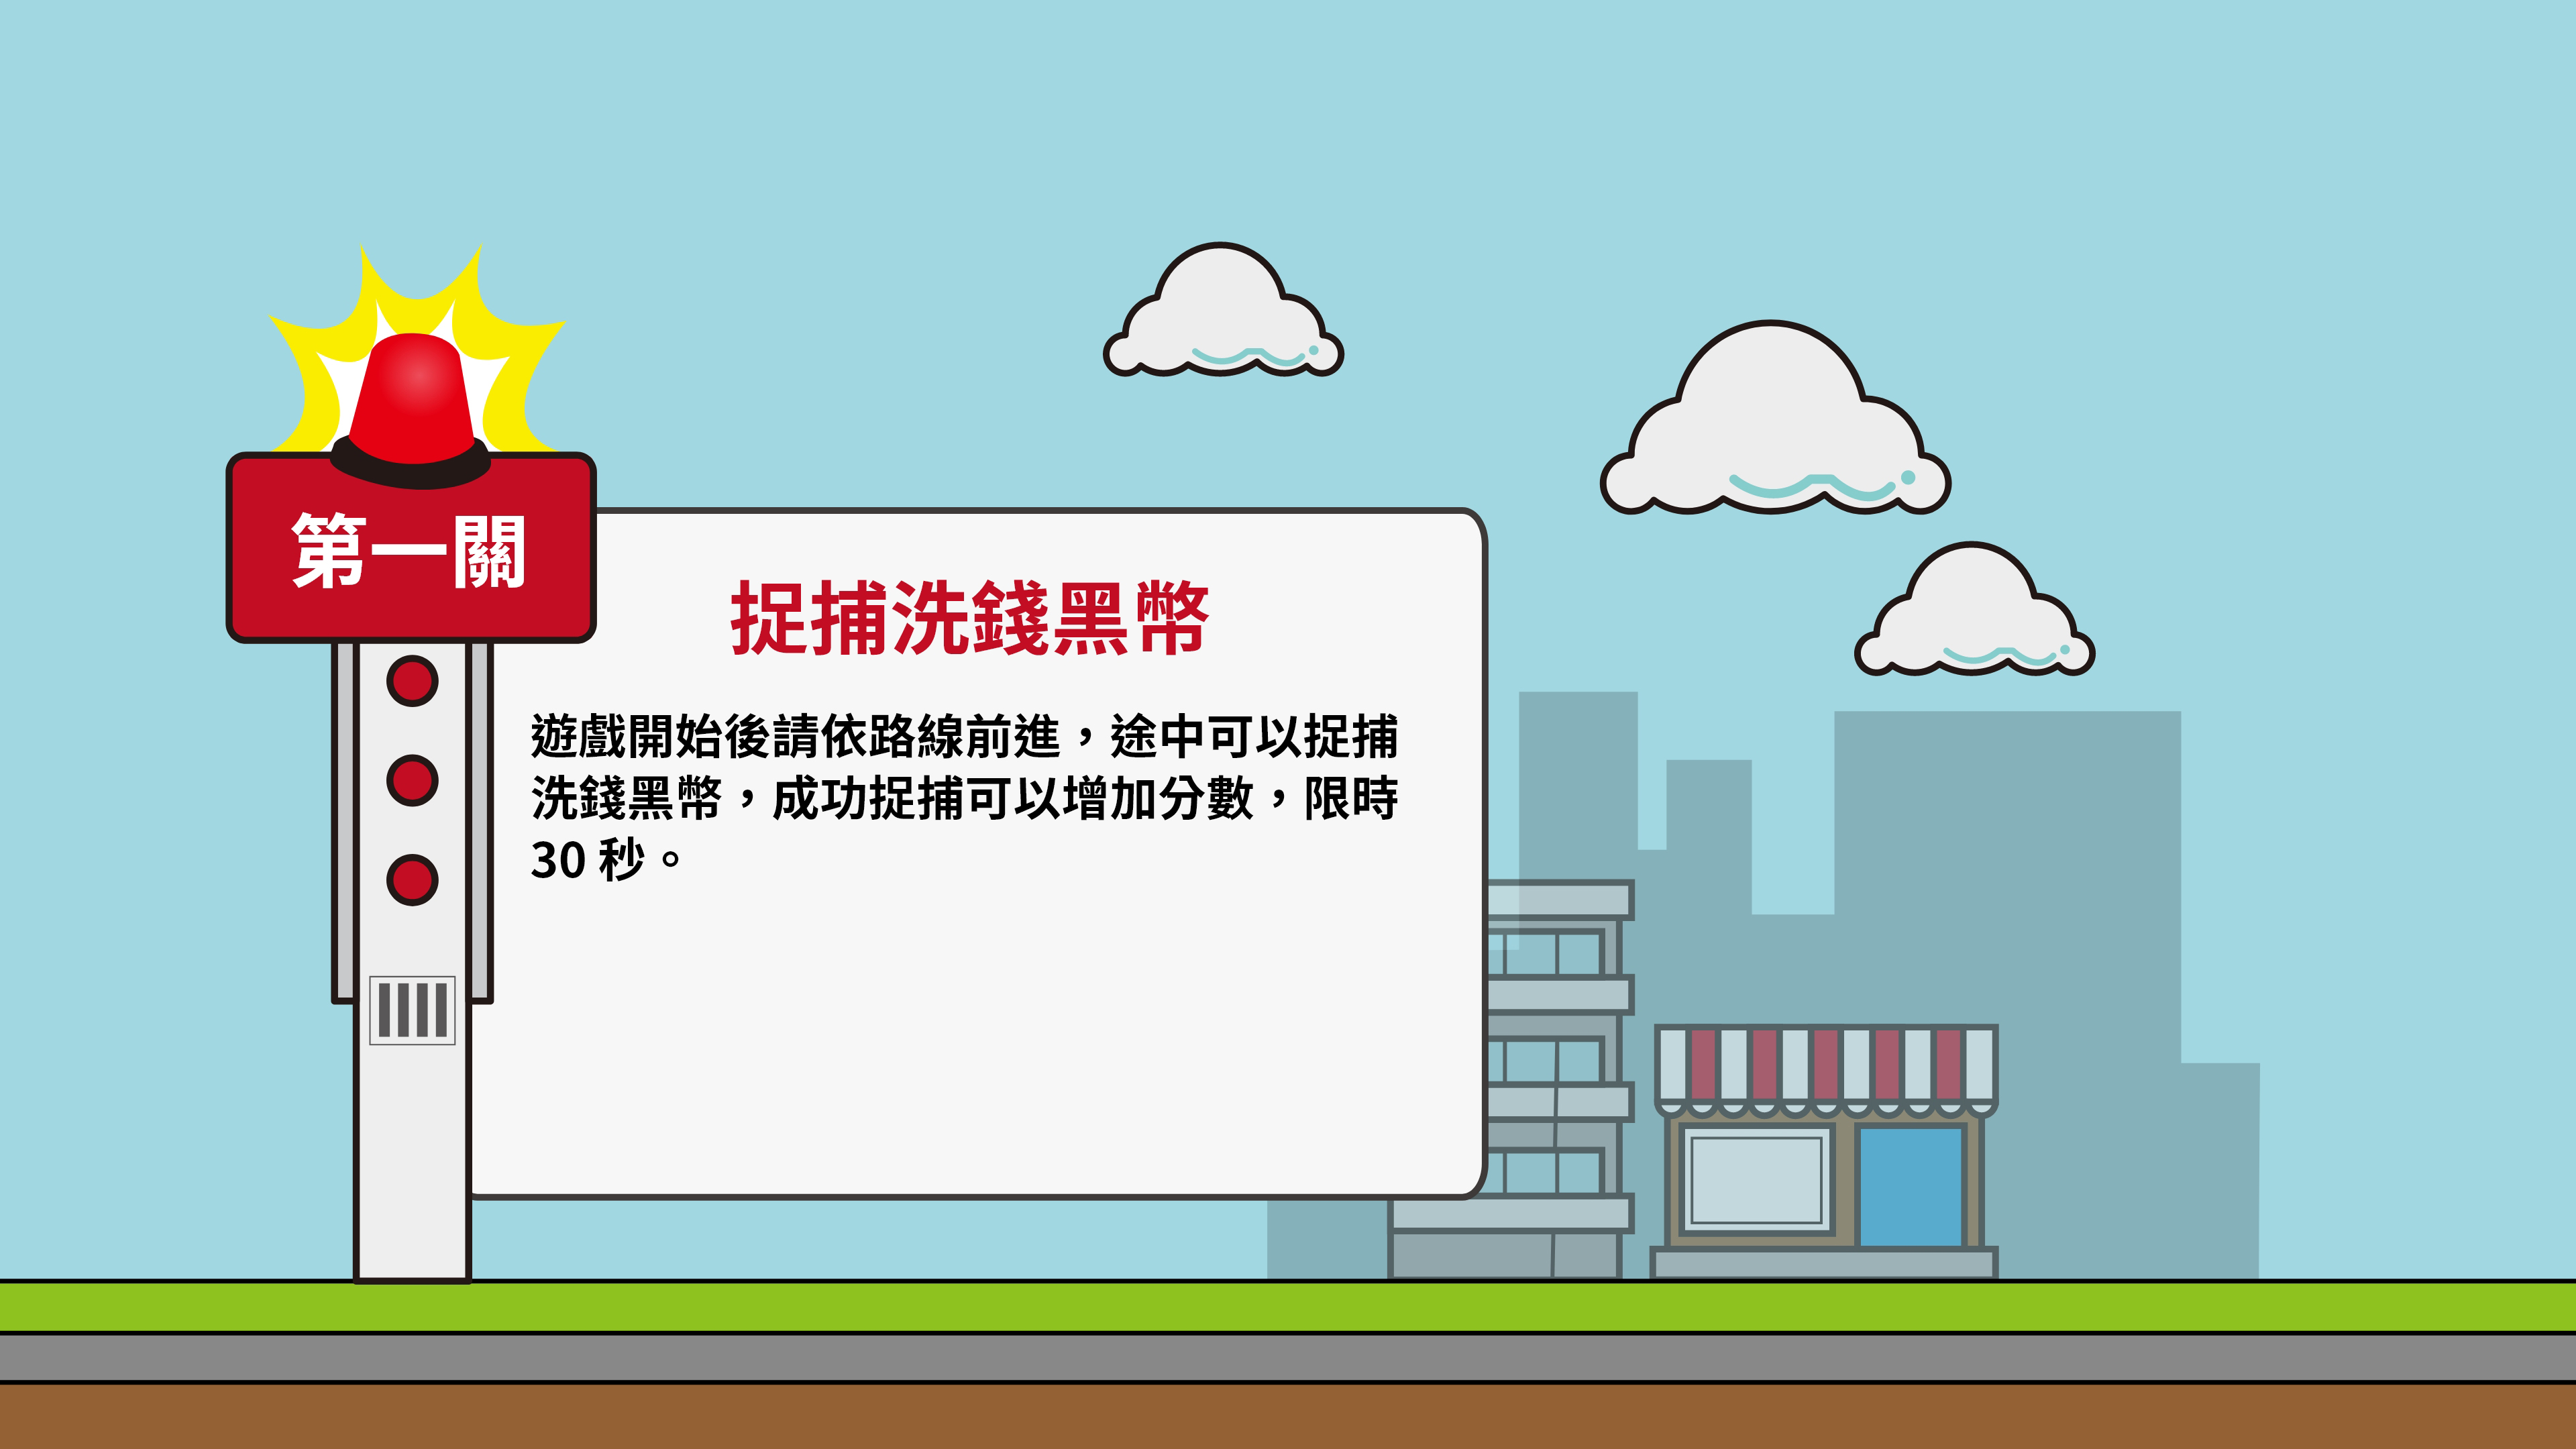 第一關
捉捕洗錢黑幣
遊戲開始後請依路線前進，途中可以捉捕
洗錢黑幣，成功捉捕可以增加分數，限時
30 秒。